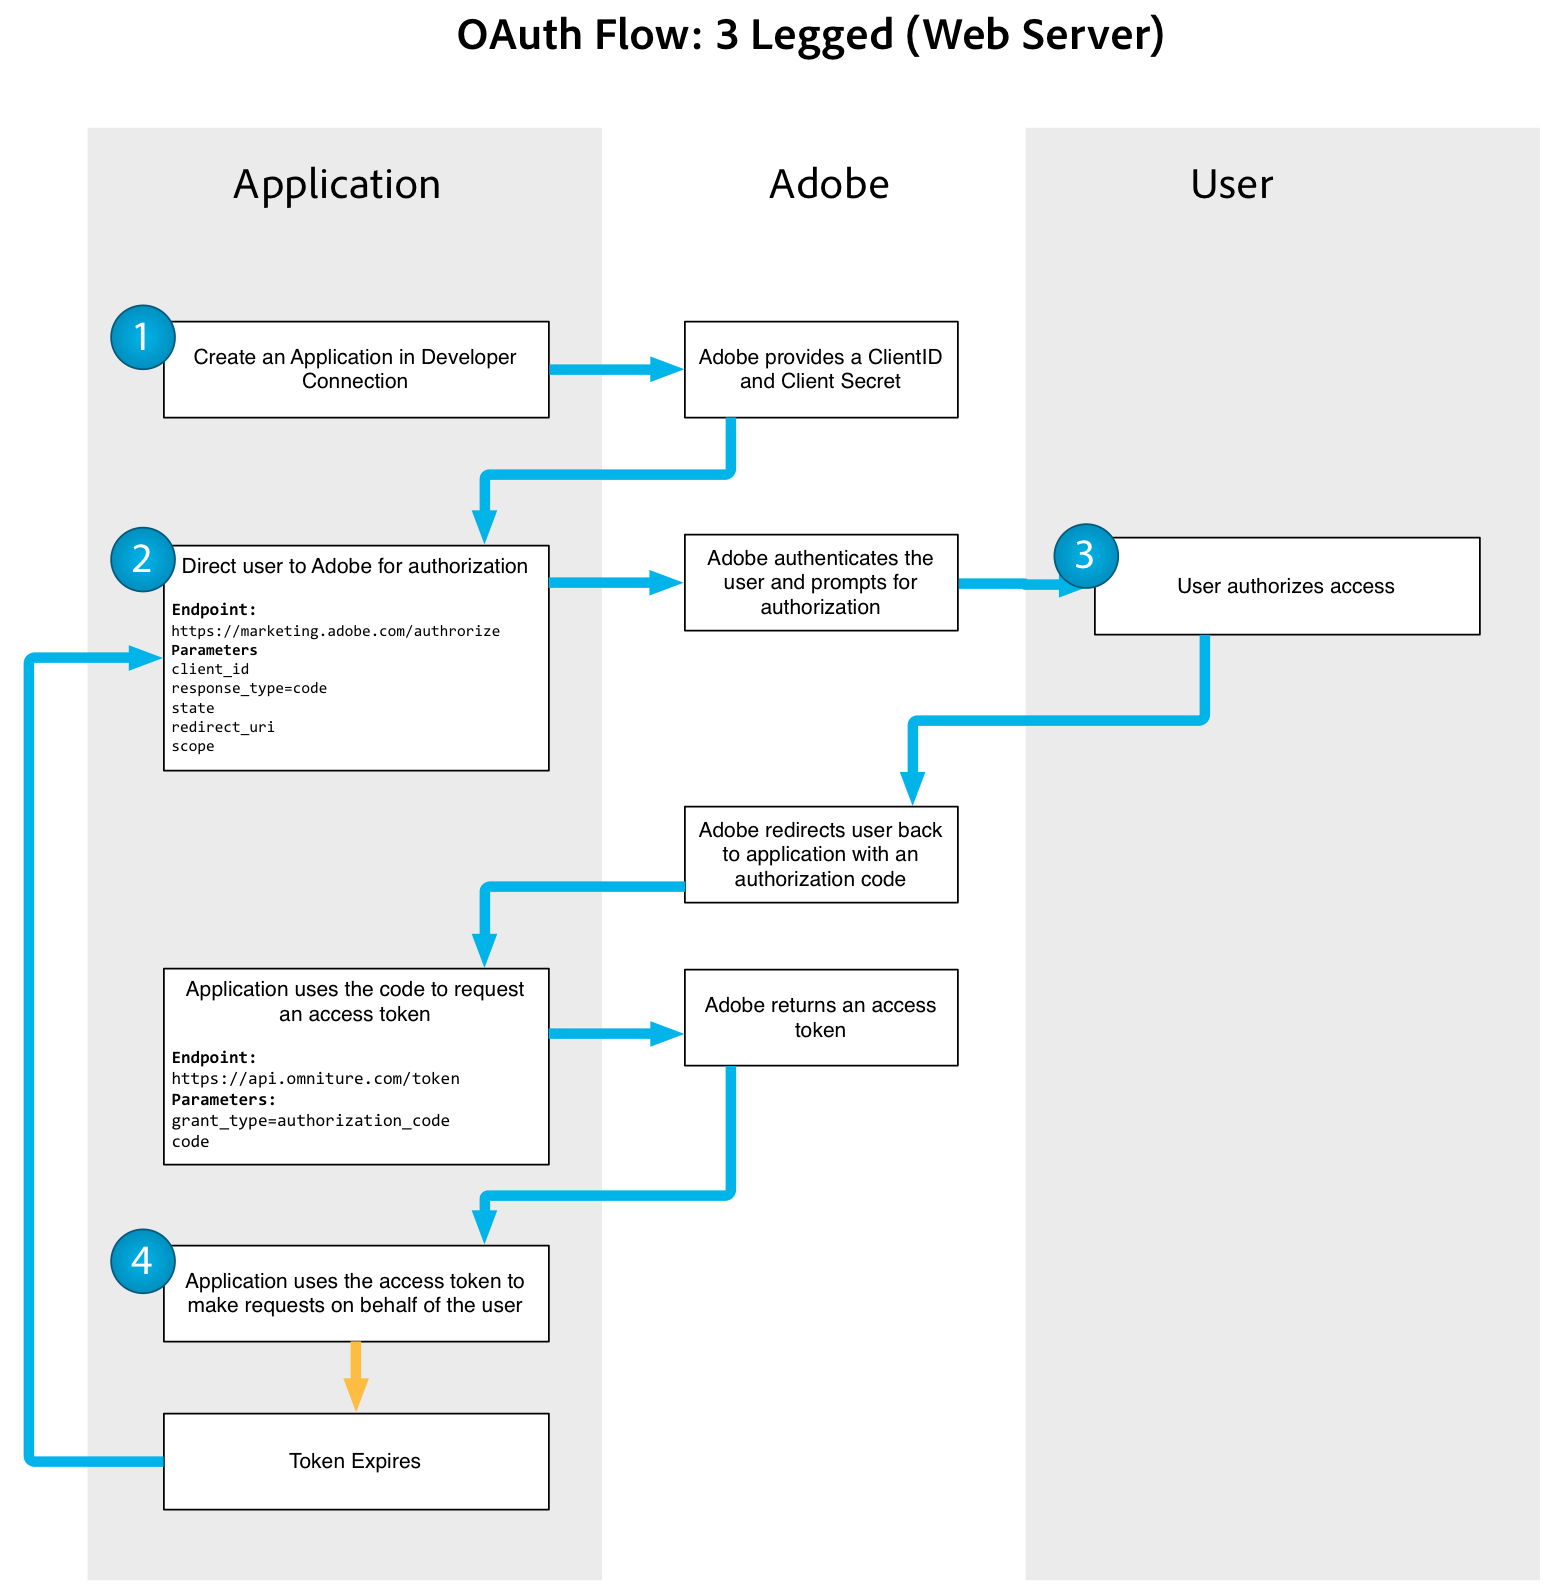 OAuth Flow: 3 Legged (Web Server)
Application
Adobe
User
1
Create an Application in Developer
Connection
Adobe provides a ClientID
and Client Secret
2
Direct user to Adobe for authorization
Endpoint:
https://marketing.adobe.com/authrorize
Parameters
client_id
response_type=code
state
redirect_uri
scope
Adobe authenticates the
user and prompts for
authorization
3
User authorizes access
Adobe redirects user back
to application with an
authorization code
Application uses the code to request
an access token
Endpoint:
https://api.omniture.com/token
Parameters:
grant_type=authorization_code
code
Adobe returns an access
token
4
Application uses the access token to
make requests on behalf of the user
Token Expires